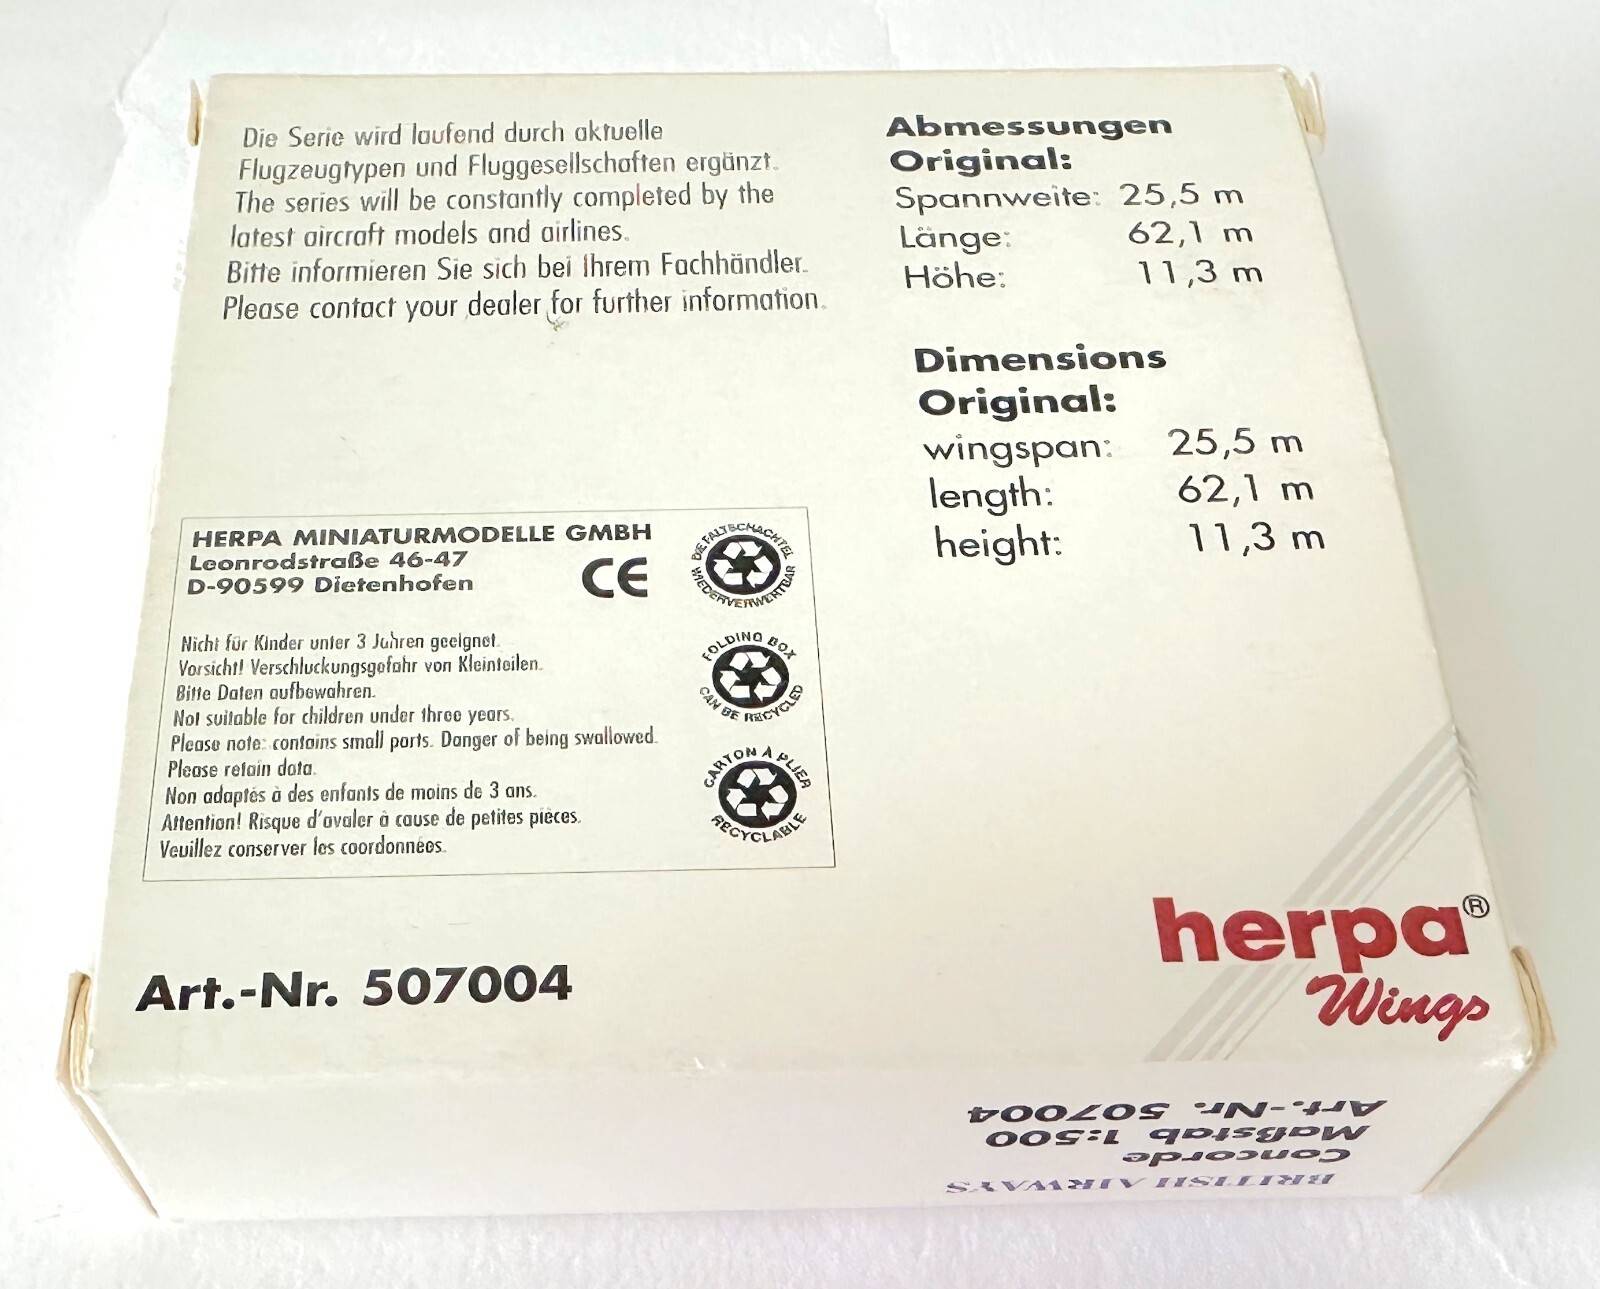 Die Serie wird laufend durch aktuelle
Flugzeugtypen und Fluggesellschaften ergänzt.
The series will be constantly completed by the
latest aircraft models and airlines.
Bitte informieren Sie sich bei Ihrem Fachhändler.
Please contact your dealer for further information.
Abmessungen
Original:
Spannweite: 25,5 m
Länge: 62,1 m
Höhe: 11,3 m
Dimensions
Original:
wingspan: 25,5 m
length: 62,1 m
height: 11,3 m
HERPA MINIATURMODELLE GMBH
Leonrodstraße 46-47
D-90599 Dietenhofen
CE
Nicht für Kinder unter 3 Jahren geeignet.
Vorsicht! Verschluckungsgefahr von Kleinteilen.
Bitte Daten aufbewahren.
Not suitable for children under three years.
Please note: contains small parts. Danger of being swallowed.
Please retain data.
Non adaptés à des enfants de moins de 3 ans.
Attention! Risque d'avaler à cause de petites pièces.
Veuillez conserver les coordonnées.
DIE FALTSCHACHTEL
WIEDERVERWERTBAR
FOLDING BOX
CAN BE RECYCLED
CARTON A PLIER
RECYCLABLE
Art.-Nr. 507004
herpa®
Wings
BRITISH AIRWAYS
Concorde
Maßstab 1:500
Art.-Nr. 507004